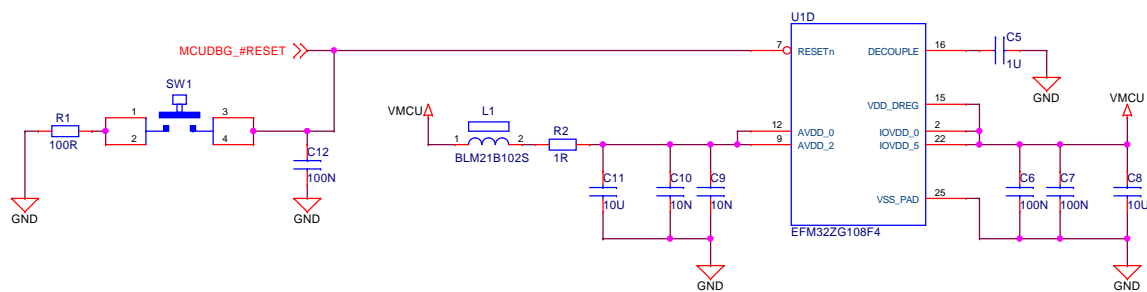 U1D
MCUDBG_#RESET
7
RESETn
DECOUPLE
16
C5
1U
GND
SW1
R1
100R
1
2
3
4
C12
100N
GND
GND
VMCU
L1
1
2
BLM21B102S
R2
1R
12
AVDD_0
9
AVDD_2
C11
10U
C10
10N
C9
10N
GND
VDD_DREG
15
IOVDD_0
2
IOVDD_5
22
VSS_PAD
25
EFM32ZG108F4
VMCU
C6
100N
C7
100N
C8
10U
GND